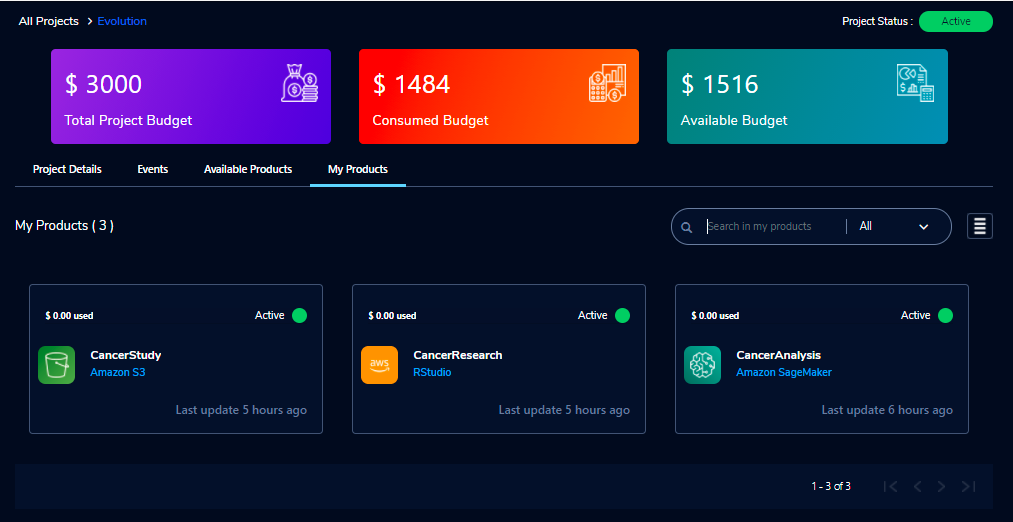 All Projects > Evolution
Project Status : Active
$ 3000
Total Project Budget
$ 1484
Consumed Budget
$ 1516
Available Budget
Project Details Events Available Products My Products
My Products ( 3 )
Search in my products All
$ 0.00 used Active
CancerStudy
Amazon S3
Last update 5 hours ago
$ 0.00 used Active
aws
CancerResearch
RStudio
Last update 5 hours ago
$ 0.00 used Active
CancerAnalysis
Amazon SageMaker
Last update 6 hours ago
1 - 3 of 3